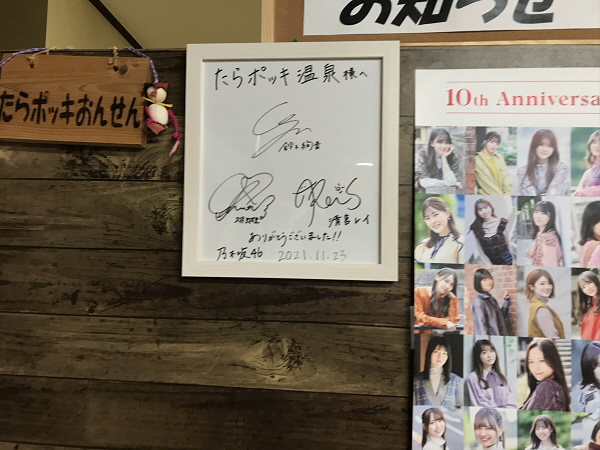 お知らせ
たらポッキおんせん
たらポッキ温泉様へ
鈴木絢音
清宮レイ
ありがとうございました!!
乃木坂46 2021.11.23
10th Anniversa